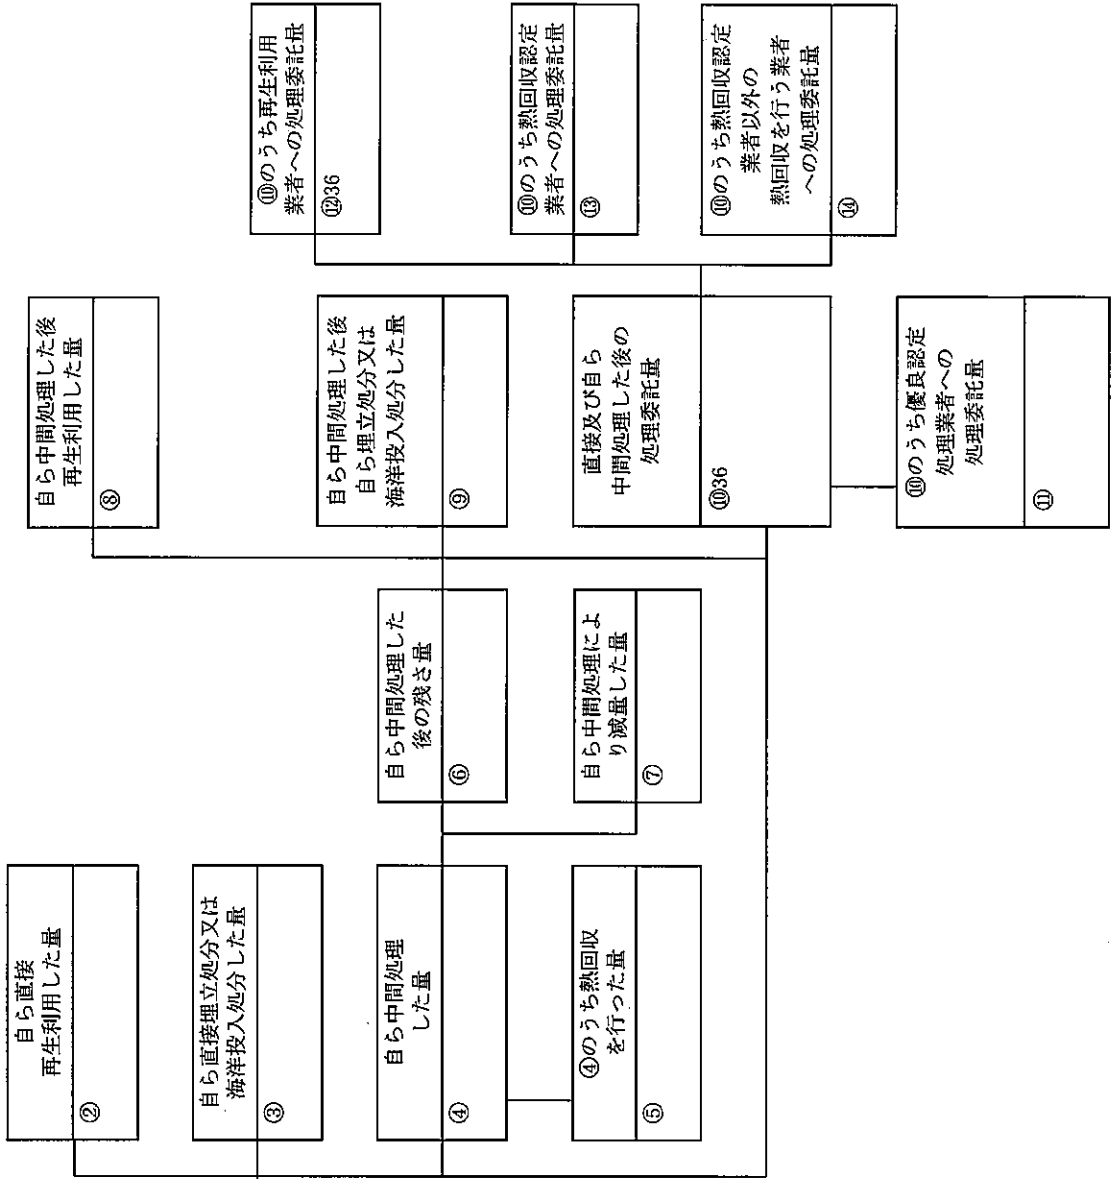 自ら直接
再生利用した量
②
自ら直接埋立処分又は
海洋投入処分した量
③
自ら中間処理
した量
④
④のうち熱回収
を行った量
⑤
自ら中間処理した
後の残さ量
⑥
自ら中間処理によ
り減量した量
⑦
自ら中間処理した後
再生利用した量
⑧
自ら中間処理した後
自ら埋立処分又は
海洋投入処分した量
⑨
直接及び自ら
中間処理した後の
処理委託量
⑩36
⑩のうち優良認定
処理業者への
処理委託量
⑪
⑩のうち再生利用
業者への処理委託量
⑫36
⑩のうち熱回収認定
業者への処理委託量
⑬
⑩のうち熱回収認定
業者以外の
熱回収を行う業者
への処理委託量
⑭